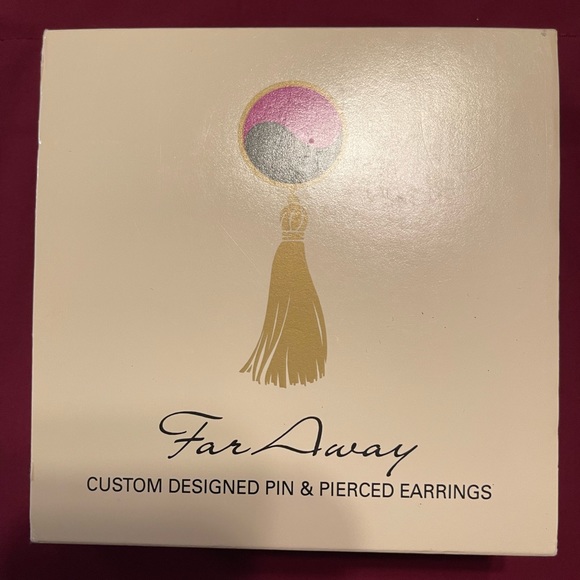 Far Away
CUSTOM DESIGNED PIN & PIERCED EARRINGS